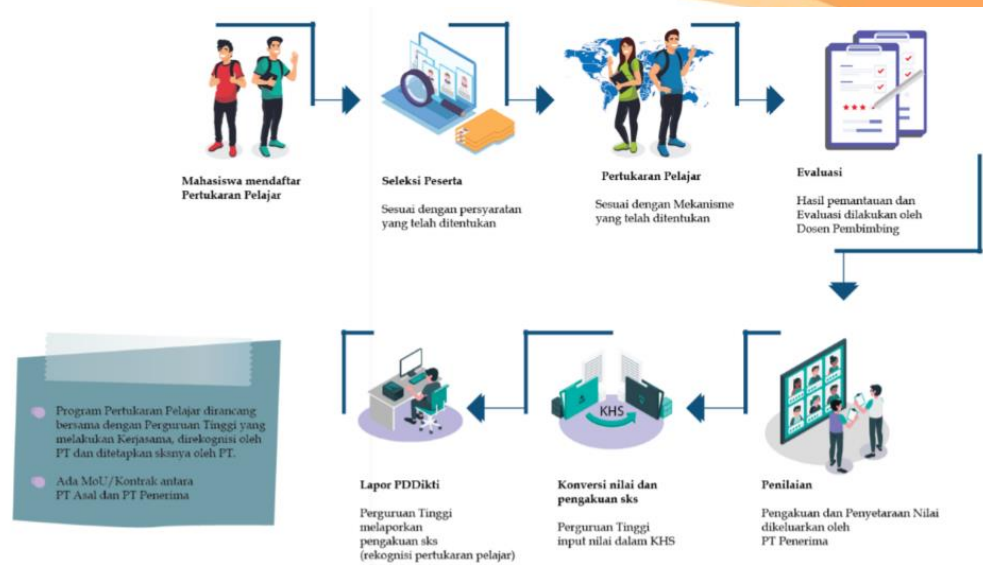 Mahasiswa mendaftar
Pertukaran Pelajar
Seleksi Peserta
Sesuai dengan persyaratan
yang telah ditentukan
Pertukaran Pelajar
Sesuai dengan Mekanisme
yang telah ditentukan
Evaluasi
Hasil pemantauan dan
Evaluasi dilakukan oleh
Dosen Pembimbing
Penilaian
Pengakuan dan Penyetaraan Nilai
dikeluarkan oleh
PT Penerima
KHS
Konversi nilai dan
pengakuan sks
Perguruan Tinggi
input nilai dalam KHS
Lapor PDDikti
Perguruan Tinggi
melaporkan
pengakuan sks
(rekognisi pertukaran pelajar)
Program Pertukaran Pelajar dirancang
bersama dengan Perguruan Tinggi yang
melakukan Kerjasama, direkognisi oleh
PT dan ditetapkan sksnya oleh PT.
Ada MoU/Kontrak antara
PT Asal dan PT Penerima